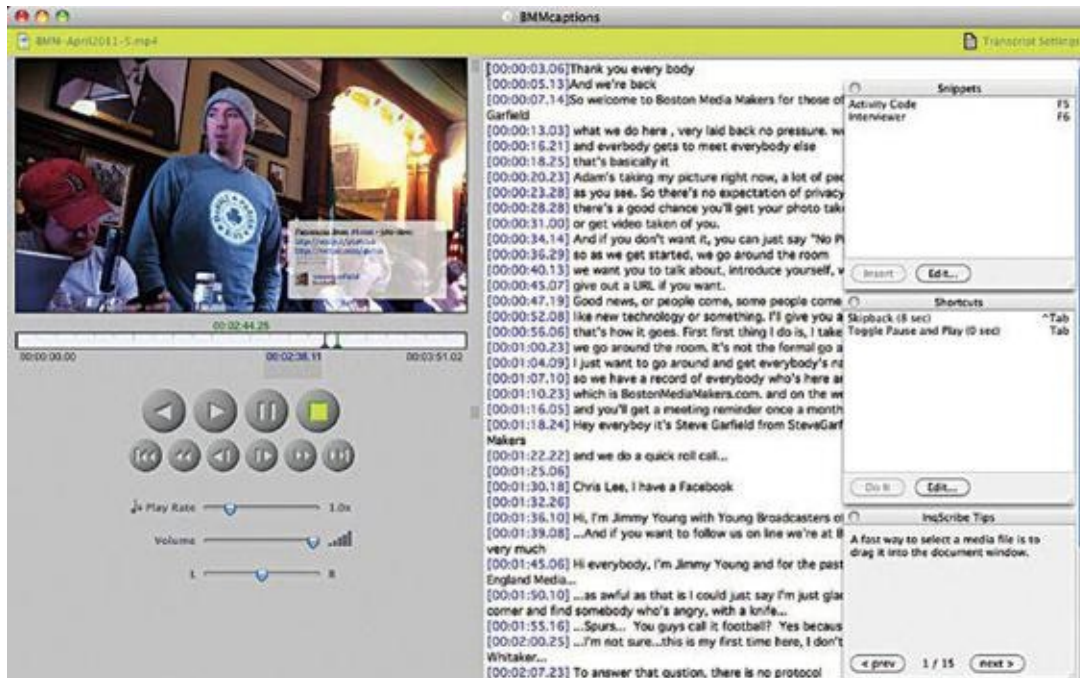 BMMcaptions
BMM-April2011-5.mp4
Transcript Settings
00:02:44.25
00:00:00.00
00:02:38.11
00:03:51.02
Play Rate
1.0x
Volume
L
R
[00:00:03.06]Thank you every body
[00:00:05.13]And we're back
[00:00:07.14]So welcome to Boston Media Makers for those of
Garfield
[00:00:13.03] what we do here , very laid back no pressure.
[00:00:16.21] and everbody gets to meet everybody else
[00:00:18.25] that's basically it
[00:00:20.23] Adam's taking my picture right now, a lot of
[00:00:23.28] as you see. So there's no expectation of privacy
[00:00:28.28] there's a good chance you'll get your photo
[00:00:31.00] or get video taken of you.
[00:00:34.14] And if you don't want it, you can just say "No
[00:00:36.29] so as we get started, we go around the room
[00:00:40.13] we want you to talk about, introduce yourself,
[00:00:45.07] give out a URL if you want.
[00:00:47.19] Good news, or people come, some people come
[00:00:52.08] like new technology or something. I'll give you a
[00:00:56.06] that's how it goes. First first thing I do is, I take
[00:01:00.23] we go around the room. It's not the formal go a
[00:01:04.09] I just want to go around and get everybody's
[00:01:07.10] so we have a record of everybody who's here
[00:01:10.23] which is BostonMediaMakers.com. and on the
[00:01:16.05] and you'll get a meeting reminder once a month
[00:01:18.24] Hey everyboy it's Steve Garfield from
Makers
[00:01:22.22] and we do a quick roll call...
[00:01:25.06]
[00:01:30.18] Chris Lee, I have a Facebook
[00:01:32.26]
[00:01:36.10] Hi, I'm Jimmy Young with Young Broadcasters
[00:01:39.08] ...And if you want to follow us on line we're at
very much
[00:01:45.06] Hi everybody, I'm Jimmy Young and for the past
England Media...
[00:01:50.10] ...as awful as that is I could just say I'm just
corner and find somebody who's angry, with a knife...
[00:01:55.16] ...Spurs... You guys call it football? Yes
[00:02:00.25] ...I'm not sure...this is my first time here, I don't
Whitaker...
[00:02:07.23] To answer that qustion, there is no protocol
Snippets
Activity Code F5
Interviewer F6
Insert Edit...
Shortcuts
Skipback (8 sec) ^Tab
Toggle Pause and Play (0 sec) Tab
Do It Edit...
InqScribe Tips
A fast way to select a media file is to
drag it into the document window.
< prev 1 / 15 next >